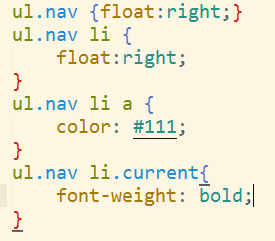 ul.nav {float:right;}
ul.nav li {
    float:right;
}
ul.nav li a {
    color: #111;
}
ul.nav li.current{
    font-weight: bold;
}